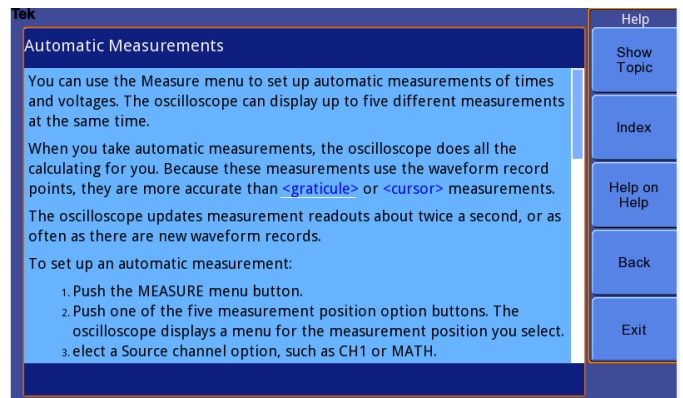 Tek
Help
Automatic Measurements
You can use the Measure menu to set up automatic measurements of times
and voltages. The oscilloscope can display up to five different measurements
at the same time.
When you take automatic measurements, the oscilloscope does all the
calculating for you. Because these measurements use the waveform record
points, they are more accurate than <graticule> or <cursor> measurements.
The oscilloscope updates measurement readouts about twice a second, or as
often as there are new waveform records.
To set up an automatic measurement:
1. Push the MEASURE menu button.
2. Push one of the five measurement position option buttons. The
oscilloscope displays a menu for the measurement position you select.
3. elect a Source channel option, such as CH1 or MATH.
Show
Topic
Index
Help on
Help
Back
Exit